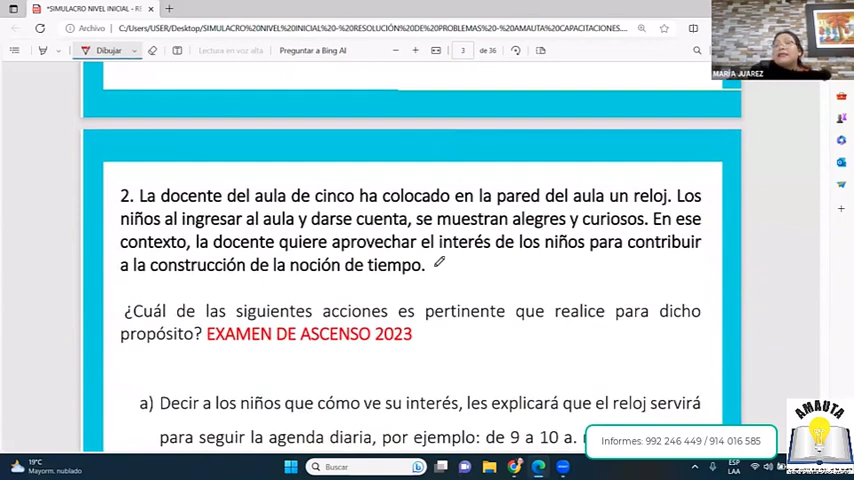 *SIMULACRO NIVEL INICIAL -
Archivo
C:/Users/USER/Desktop/SIMULACRO%20NIVEL%20INICIAL%20-%20RESOLUCIÓN%20DE%20PROBLEMAS%20-%20AMAUTA%20CAPACITACIONES....
Dibujar
Lectura en voz alta
Preguntar a Bing AI
3
de 36
MARÍA JUAREZ
2. La docente del aula de cinco ha colocado en la pared del aula un reloj. Los
niños al ingresar al aula y darse cuenta, se muestran alegres y curiosos. En ese
contexto, la docente quiere aprovechar el interés de los niños para contribuir
a la construcción de la noción de tiempo.
¿Cuál de las siguientes acciones es pertinente que realice para dicho
propósito? EXAMEN DE ASCENSO 2023
a) Decir a los niños que cómo ve su interés, les explicará que el reloj servirá
para seguir la agenda diaria, por ejemplo: de 9 a 10 a.
Informes: 992 246 449 / 914 016 585
AMAUTA
19°C
Mayorm. nublado
Buscar
ESP
LAA